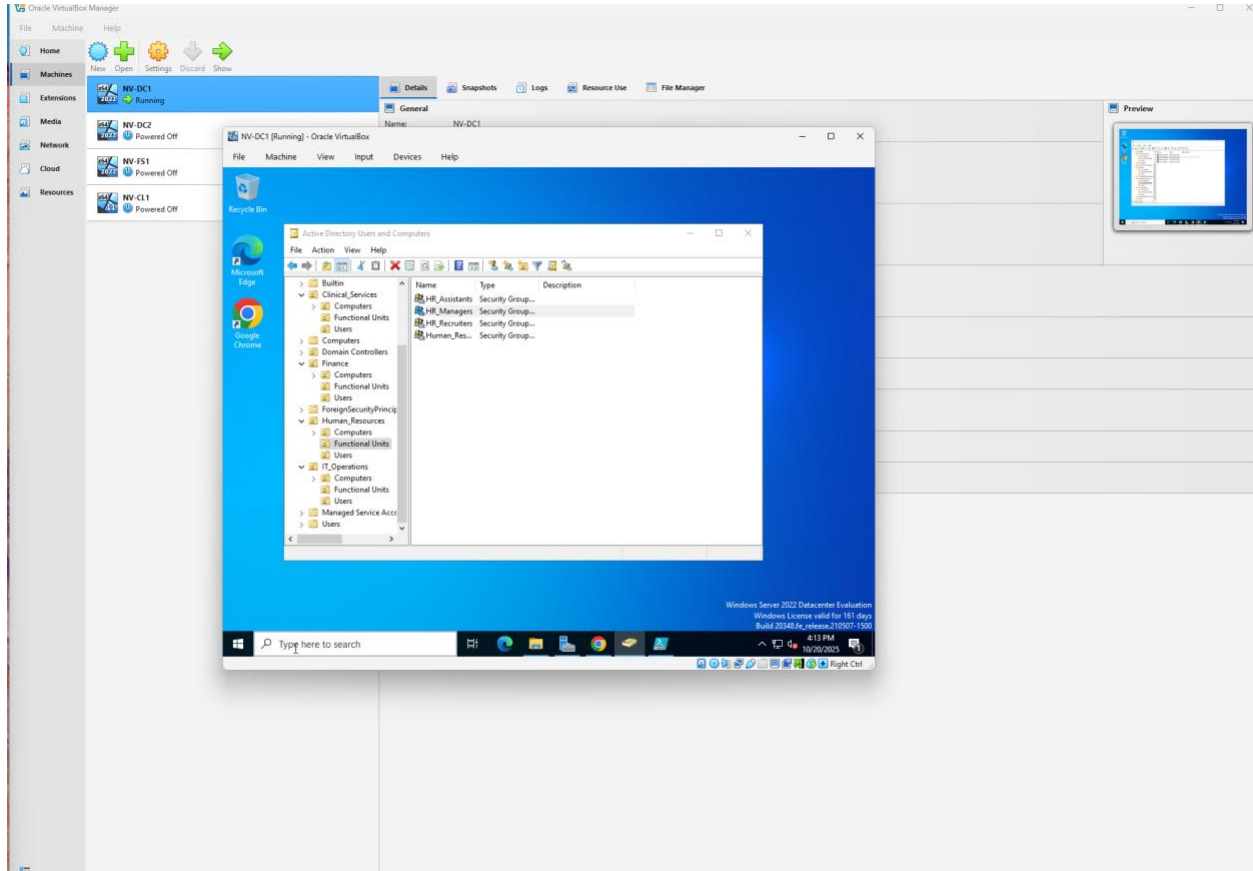 Oracle VirtualBox Manager
File Machine Help
Home
Machines
Extensions
Media
Network
Cloud
Resources
New Open Settings Discard Show
NV-DC1
Running
NV-DC2
Powered Off
NV-FS1
Powered Off
NV-CL1
Powered Off
Details Snapshots Logs Resource Use File Manager
General
Name: NV-DC1
Preview
NV-DC1 [Running] - Oracle VirtualBox
File Machine View Input Devices Help
Recycle Bin
Microsoft
Edge
Google
Chrome
Active Directory Users and Computers
File Action View Help
Builtin
Clinical_Services
Computers
Functional Units
Users
Computers
Domain Controllers
Finance
Computers
Functional Units
Users
ForeignSecurityPrincip
Human_Resources
Computers
Functional Units
Users
IT_Operations
Computers
Functional Units
Users
Managed Service Acco
Users
Name Type Description
HR_Assistants Security Group...
HR_Managers Security Group...
HR_Recruiters Security Group...
Human_Res... Security Group...
Windows Server 2022 Datacenter Evaluation
Windows License valid for 161 days
Build 20348.fe_release.210507-1500
Type here to search
4:13 PM
10/20/2025
Right Ctrl